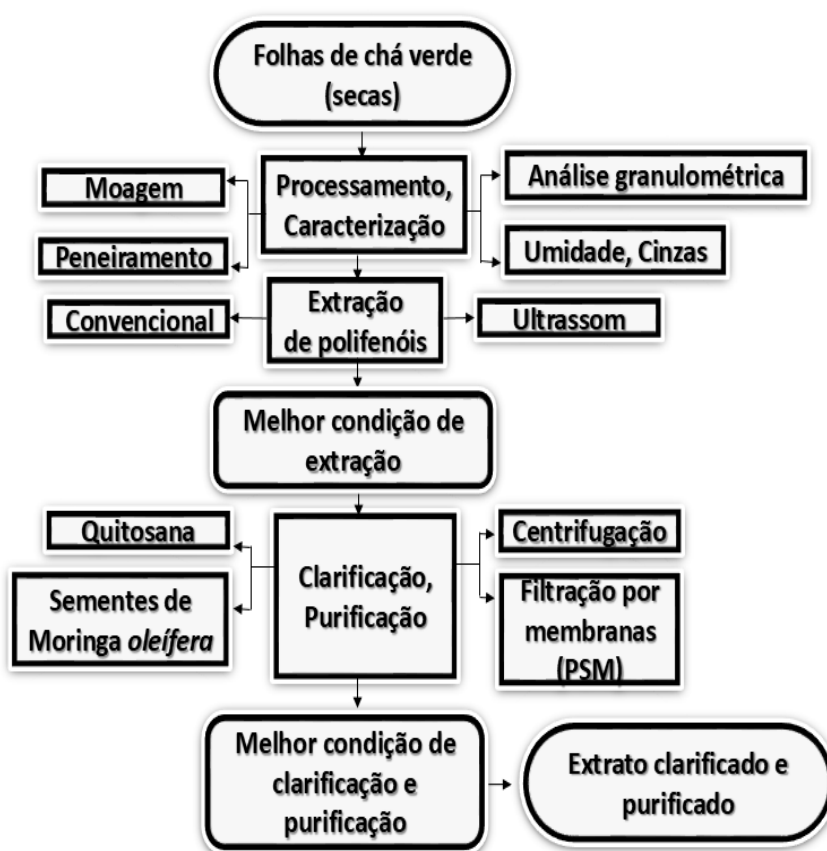 Folhas de chá verde
(secas)
Moagem
Peneiramento
Processamento,
Caracterização
Análise granulométrica
Umidade, Cinzas
Convencional
Extração
de polifenóis
Ultrassom
Melhor condição de
extração
Quitosana
Sementes de
Moringa oleífera
Clarificação,
Purificação
Centrifugação
Filtração por
membranas
(PSM)
Melhor condição de
clarificação e
purificação
Extrato clarificado e
purificado